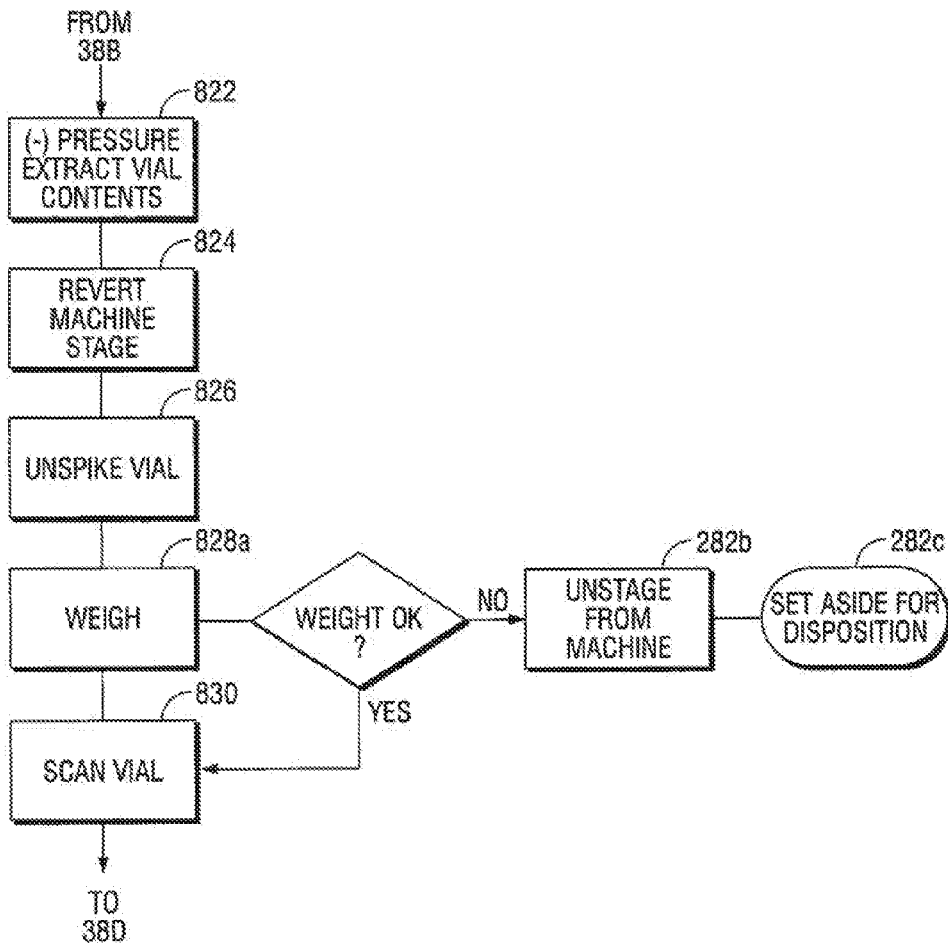 FROM
38B
822
(-) PRESSURE
EXTRACT VIAL
CONTENTS
824
REVERT
MACHINE
STAGE
826
UNSPIKE VIAL
828a
WEIGH
WEIGHT OK
?
NO
282b
UNSTAGE
FROM
MACHINE
282c
SET ASIDE FOR
DISPOSITION
YES
830
SCAN VIAL
TO
38D